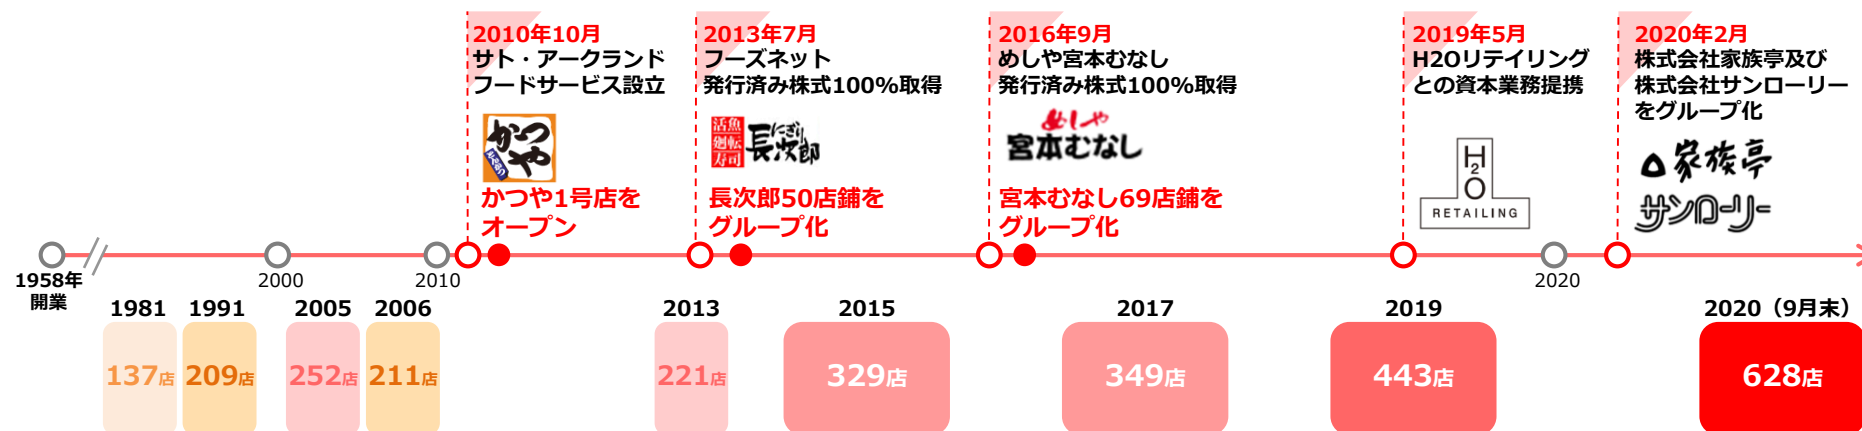 2010年10月
サト・アークランド
フードサービス設立
かつや
とんかつ
かつや1号店を
オープン
2013年7月
フーズネット
発行済み株式100%取得
活魚
廻転
寿司
にぎり
長次郎
長次郎50店舗を
グループ化
2016年9月
めしや宮本むなし
発行済み株式100%取得
めしや
宮本むなし
宮本むなし69店舗を
グループ化
2019年5月
H2Oリテイリング
との資本業務提携
H2O
RETAILING
2020年2月
株式会社家族亭及び
株式会社サンローリー
をグループ化
家族亭
サンローリー
1958年
開業
2000
2010
2020
1981
137店
1991
209店
2005
252店
2006
211店
2013
221店
2015
329店
2017
349店
2019
443店
2020（9月末）
628店